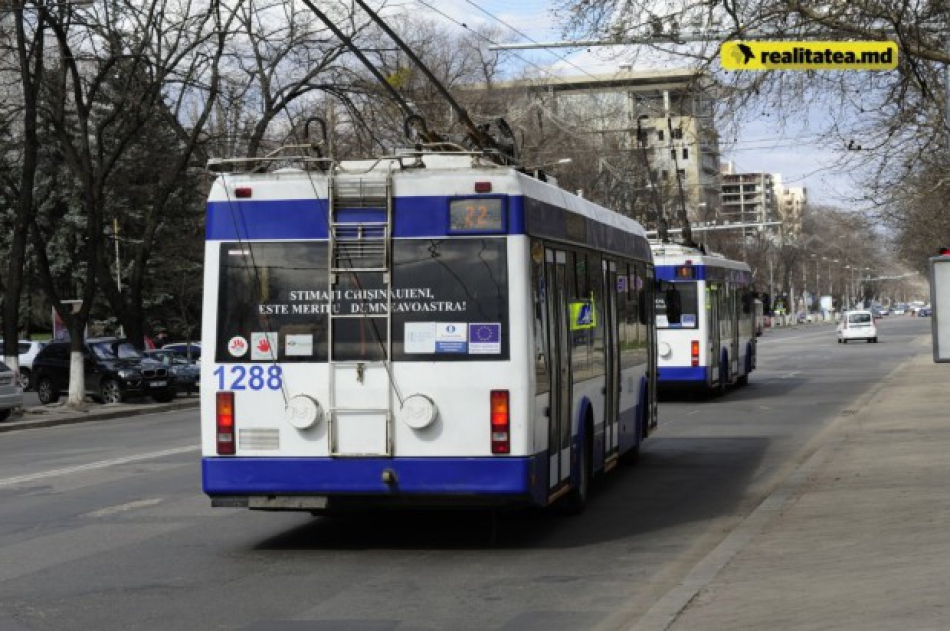 realitatea.md
22
STIMAȚI CHIȘINĂUIENI,
ESTE MERITUL DUMNEAVOASTRĂ!
1288